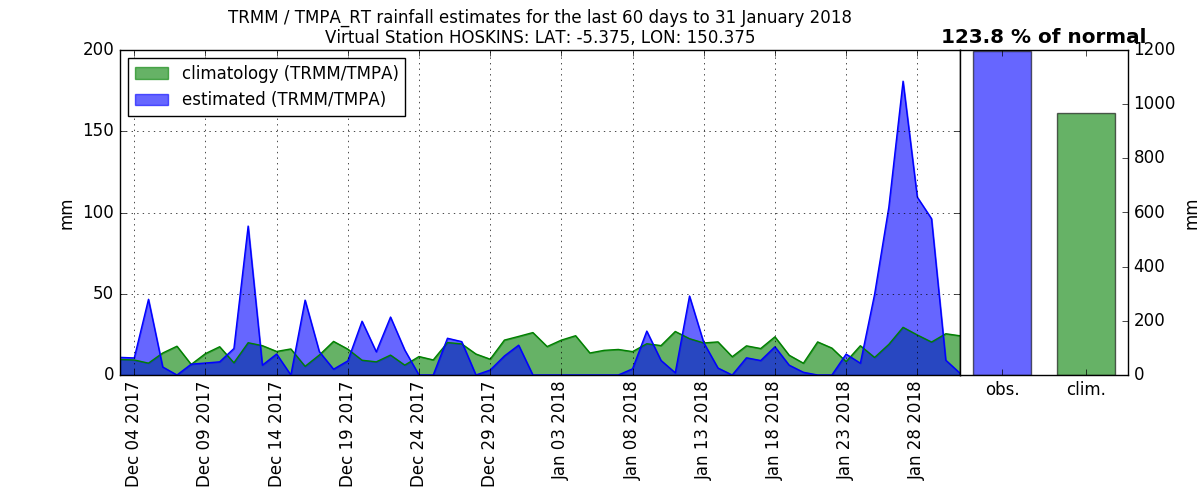 TRMM / TMPA_RT rainfall estimates for the last 60 days to 31 January 2018
Virtual Station HOSKINS: LAT: -5.375, LON: 150.375
123.8 % of normal
climatology (TRMM/TMPA)
estimated (TRMM/TMPA)
mm
200
150
100
50
0
Dec 04 2017
Dec 09 2017
Dec 14 2017
Dec 19 2017
Dec 24 2017
Dec 29 2017
Jan 03 2018
Jan 08 2018
Jan 13 2018
Jan 18 2018
Jan 23 2018
Jan 28 2018
obs.
clim.
1200
1000
800
600
400
200
0
mm